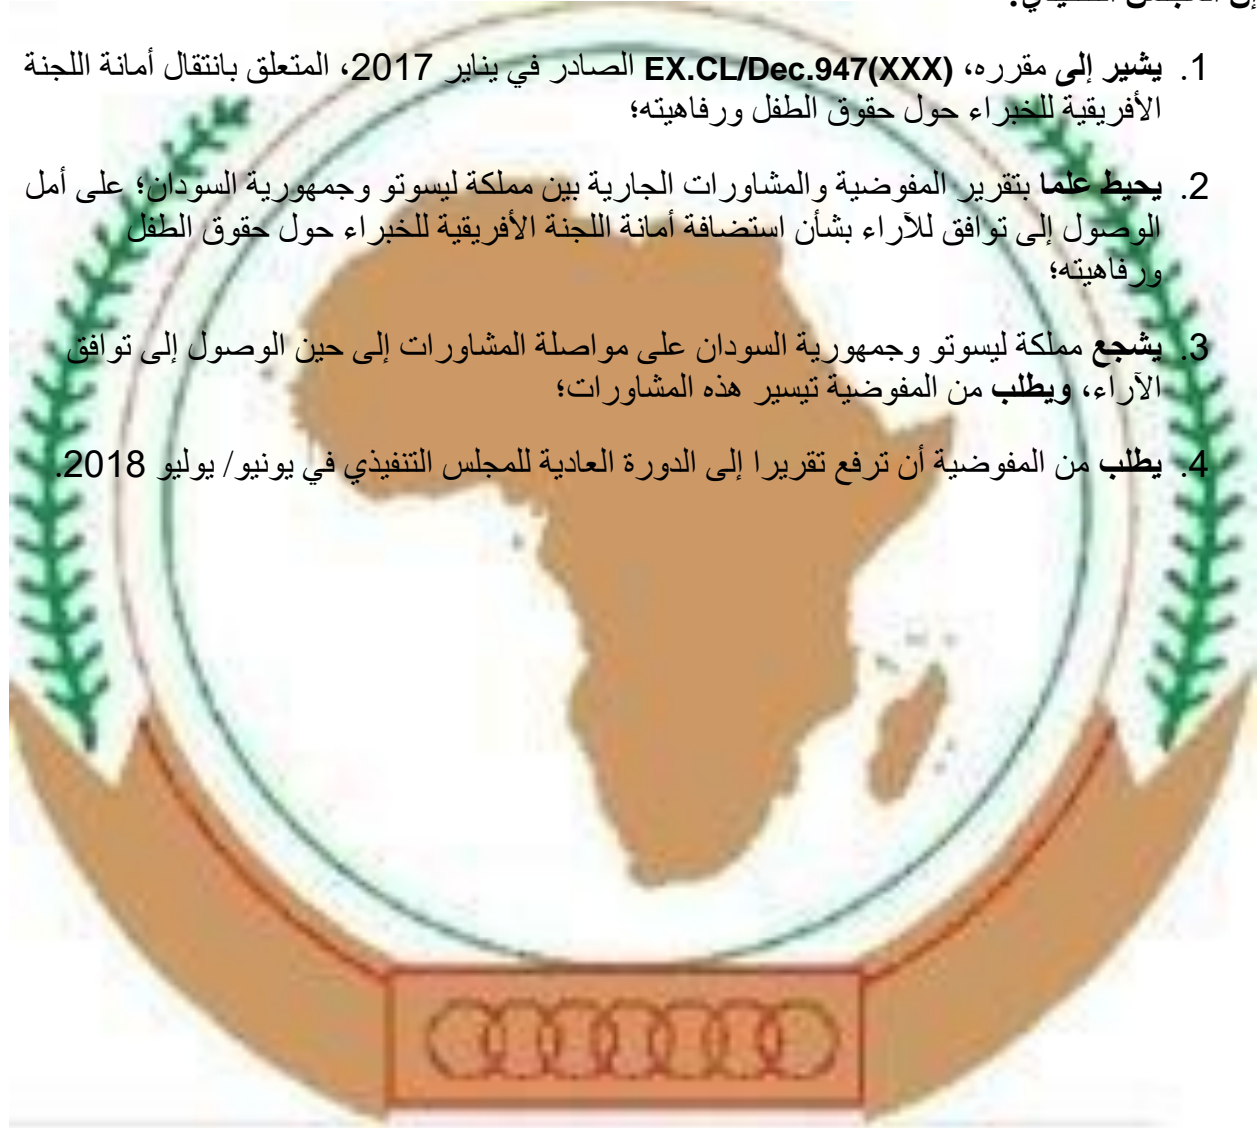 1. يشير إلى مقرره، EX.CL/Dec.947(XXX) الصادر في يناير 2017، المتعلق بانتقال أمانة اللجنة
الأفريقية للخبراء حول حقوق الطفل ورفاهيته؛
2. يحيط علما بتقرير المفوضية والمشاورات الجارية بين مملكة ليسوتو وجمهورية السودان؛ على أمل
الوصول إلى توافق للآراء بشأن استضافة أمانة اللجنة الأفريقية للخبراء حول حقوق الطفل
ورفاهيته؛
3. يشجع مملكة ليسوتو وجمهورية السودان على مواصلة المشاورات إلى حين الوصول إلى توافق
الآراء، ويطلب من المفوضية تيسير هذه المشاورات؛
4. يطلب من المفوضية أن ترفع تقريرا إلى الدورة العادية للمجلس التنفيذي في يونيو/ يوليو 2018.